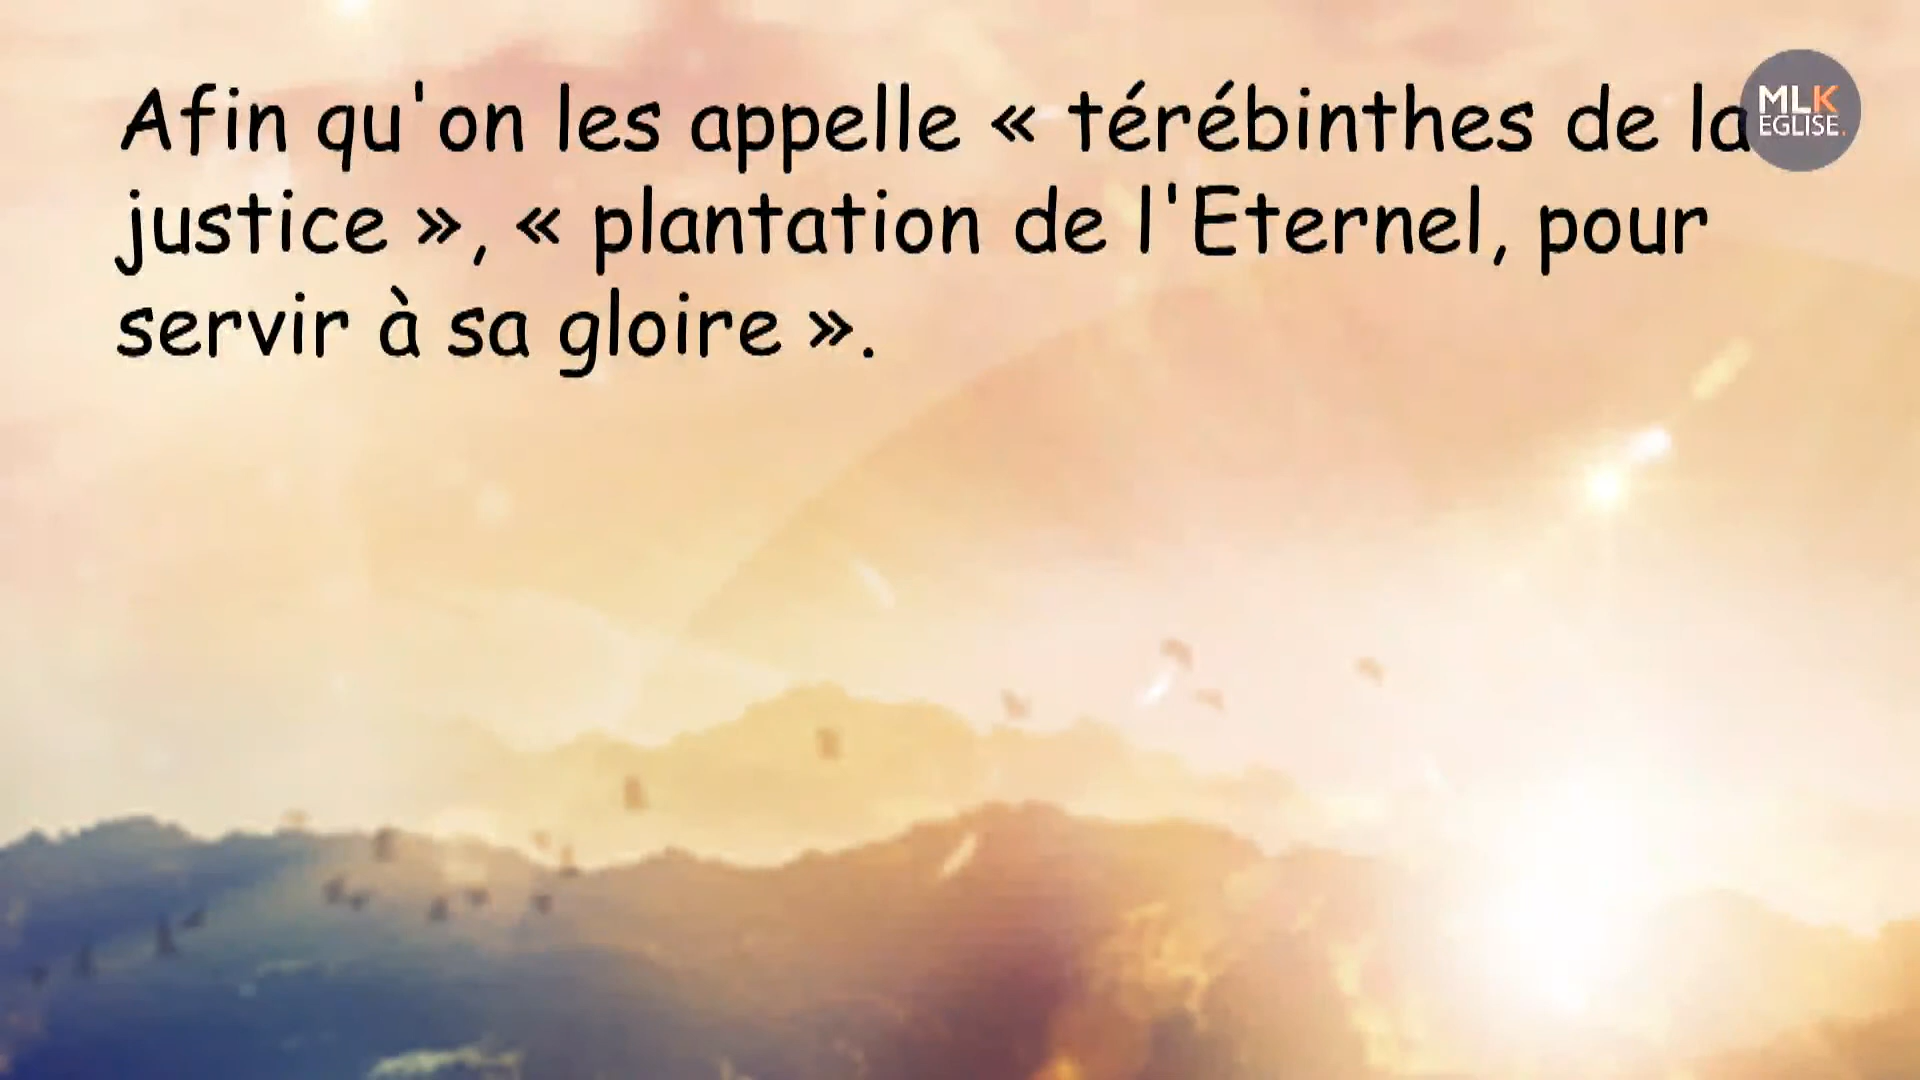 Afin qu'on les appelle « térébinthes de la
justice », « plantation de l'Eternel, pour
servir à sa gloire ».
MLK
EGLISE.